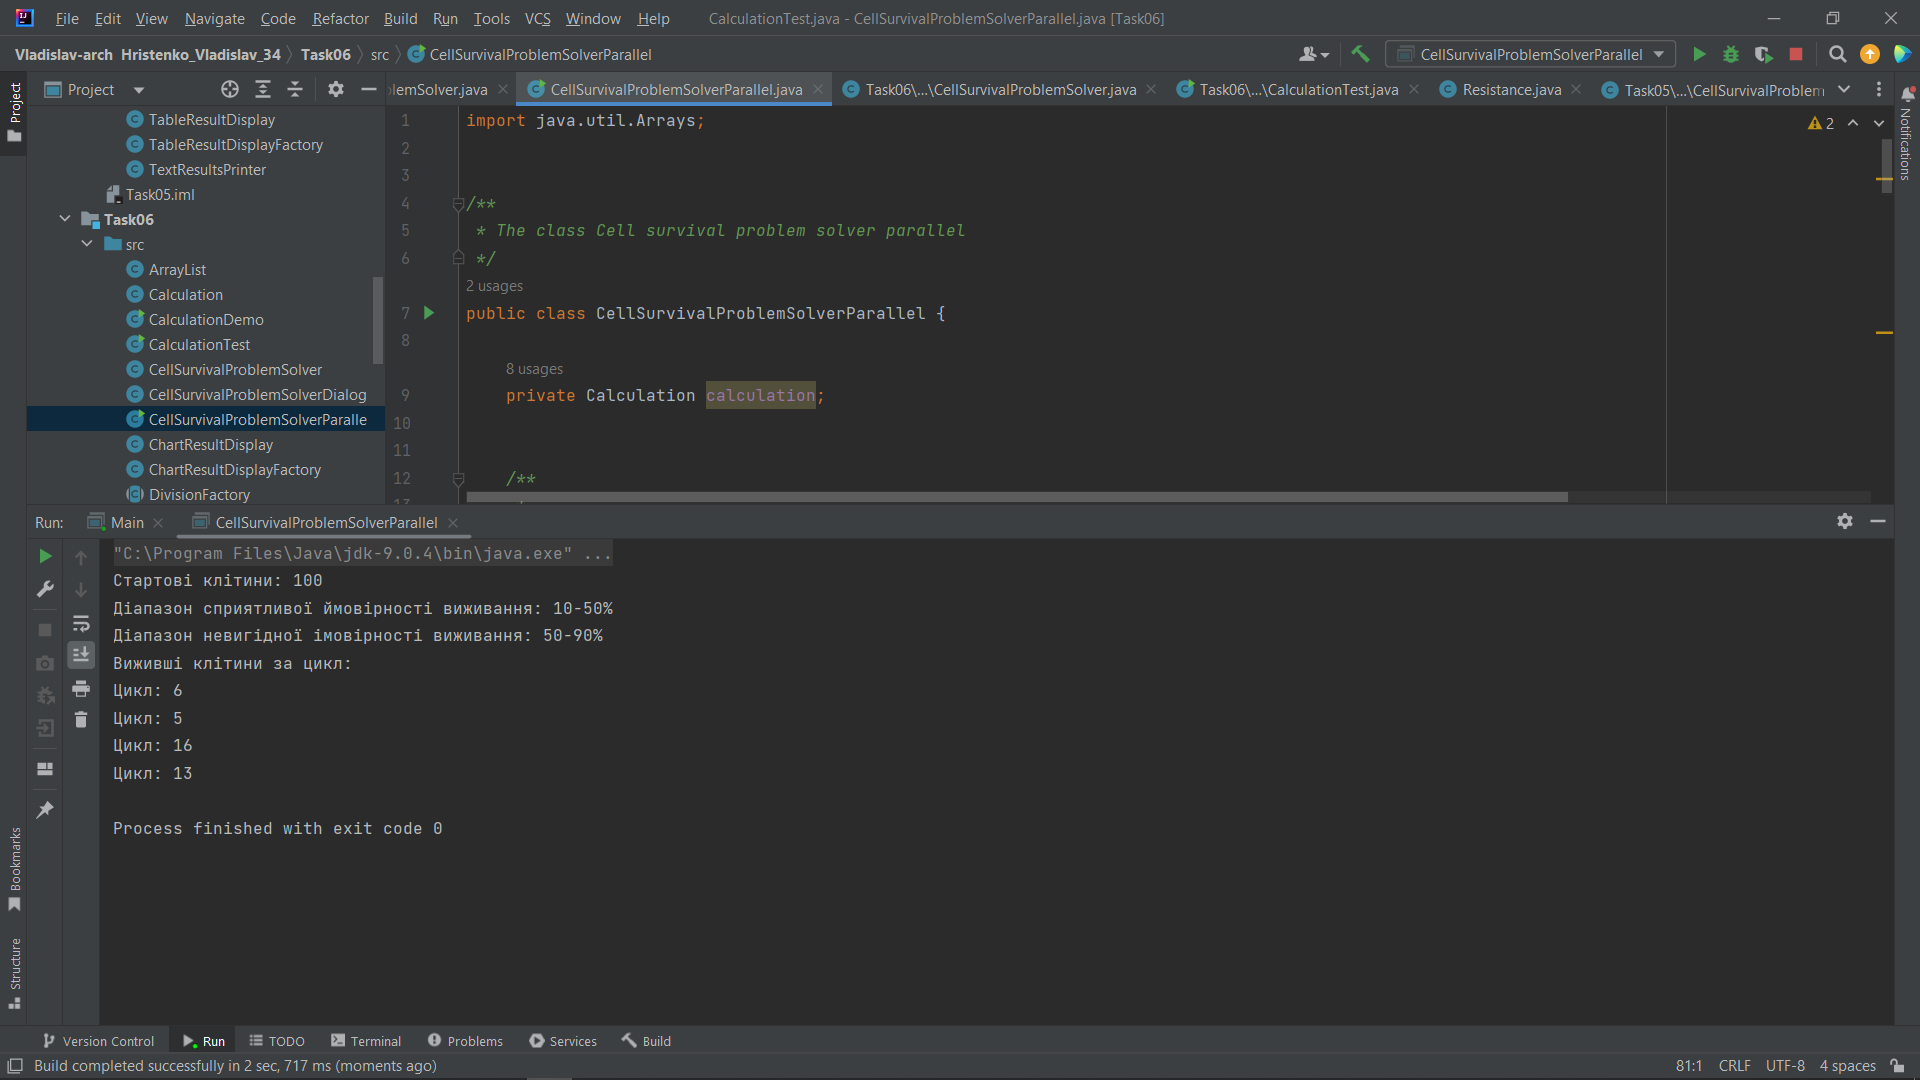 File Edit View Navigate Code Refactor Build Run Tools VCS Window Help CalculationTest.java - CellSurvivalProblemSolverParallel.java [Task06]
Vladislav-arch Hristenko_Vladislav_34 Task06 src CellSurvivalProblemSolverParallel CellSurvivalProblemSolverParallel
Project lemSolver.java CellSurvivalProblemSolverParallel.java Task06\...\CellSurvivalProblemSolver.java Task06\...\CalculationTest.java Resistance.java Task05\...\CellSurvivalProblem
Project
Notifications
TableResultDisplay
TableResultDisplayFactory
TextResultsPrinter
Task05.iml
Task06
src
ArrayList
Calculation
CalculationDemo
CalculationTest
CellSurvivalProblemSolver
CellSurvivalProblemSolverDialog
CellSurvivalProblemSolverParalle
ChartResultDisplay
ChartResultDisplayFactory
DivisionFactory
1 import java.util.Arrays; 2
2
3
4 /**
5 * The class Cell survival problem solver parallel
6 */
2 usages
7 public class CellSurvivalProblemSolverParallel {
8
8 usages
9 private Calculation calculation;
10
11
12 /**
13
Run: Main CellSurvivalProblemSolverParallel
"C:\Program Files\Java\jdk-9.0.4\bin\java.exe" ...
Стартові клітини: 100
Діапазон сприятливої ймовірності виживання: 10-50%
Діапазон невигідної імовірності виживання: 50-90%
Виживші клітини за цикл:
Цикл: 6
Цикл: 5
Цикл: 16
Цикл: 13
Process finished with exit code 0
Bookmarks
Structure
Version Control Run TODO Terminal Problems Services Build
Build completed successfully in 2 sec, 717 ms (moments ago) 81:1 CRLF UTF-8 4 spaces